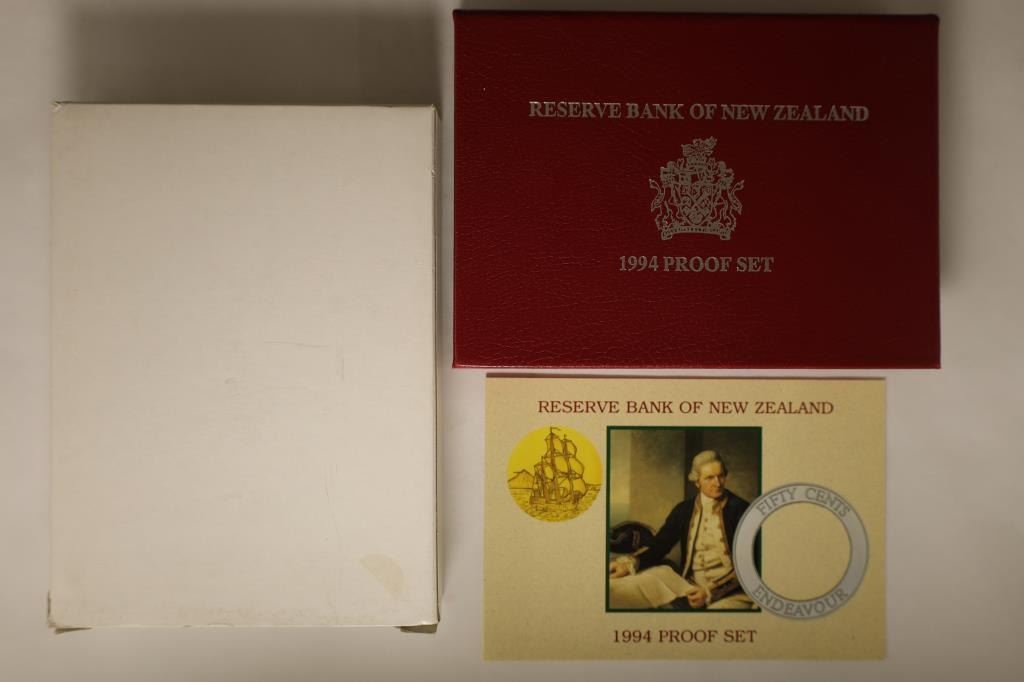 RESERVE BANK OF NEW ZEALAND
1994 PROOF SET
RESERVE BANK OF NEW ZEALAND
FIFTY CENTS
ENDEAVOUR
1994 PROOF SET